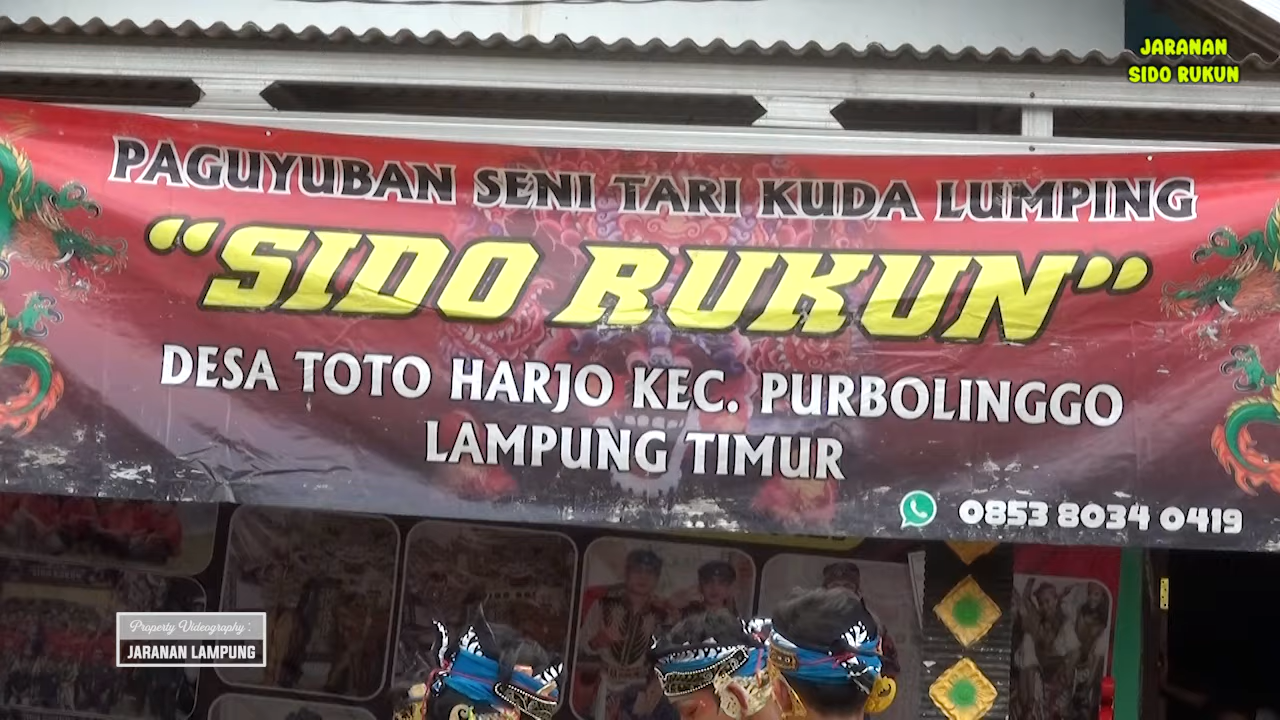 JARANAN
SIDO RUKUN
PAGUYUBAN SENI TARI KUDA LUMPING
"SIDO RUKUN"
DESA TOTO HARJO KEC. PURBOLINGGO
LAMPUNG TIMUR
0853 8034 0419
Property Videography :
JARANAN LAMPUNG